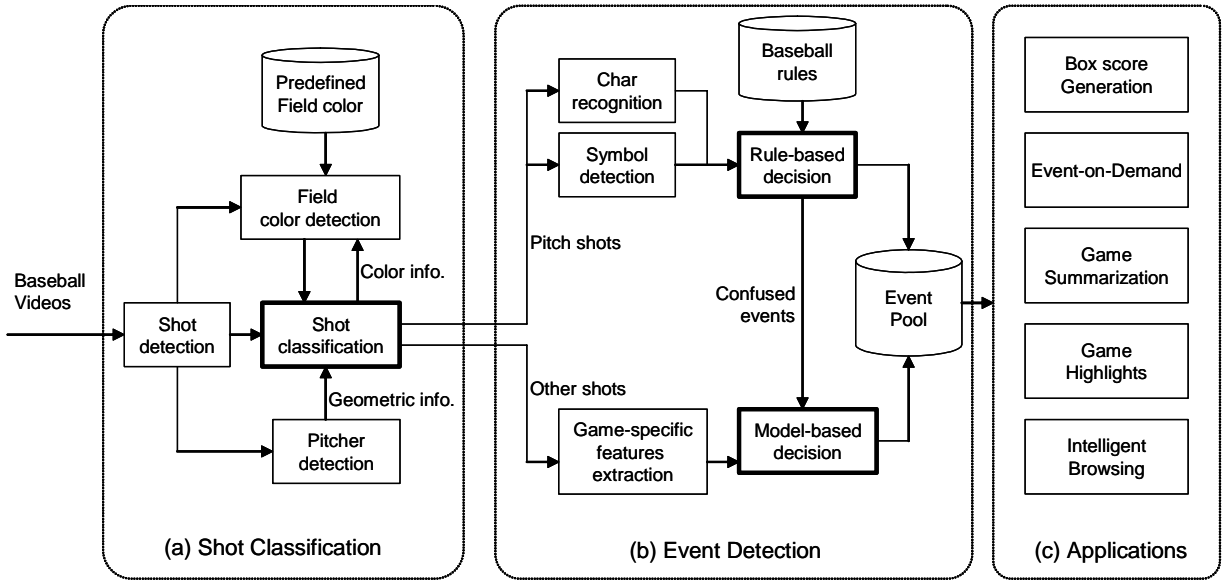 Baseball
Videos
Predefined
Field color
Field
color detection
Color info.
Shot
detection
Shot
classification
Geometric info.
Pitcher
detection
(a) Shot Classification
Char
recognition
Symbol
detection
Baseball
rules
Rule-based
decision
Pitch shots
Confused
events
Event
Pool
Other shots
Game-specific
features
extraction
Model-based
decision
(b) Event Detection
Box score
Generation
Event-on-Demand
Game
Summarization
Game
Highlights
Intelligent
Browsing
(c) Applications